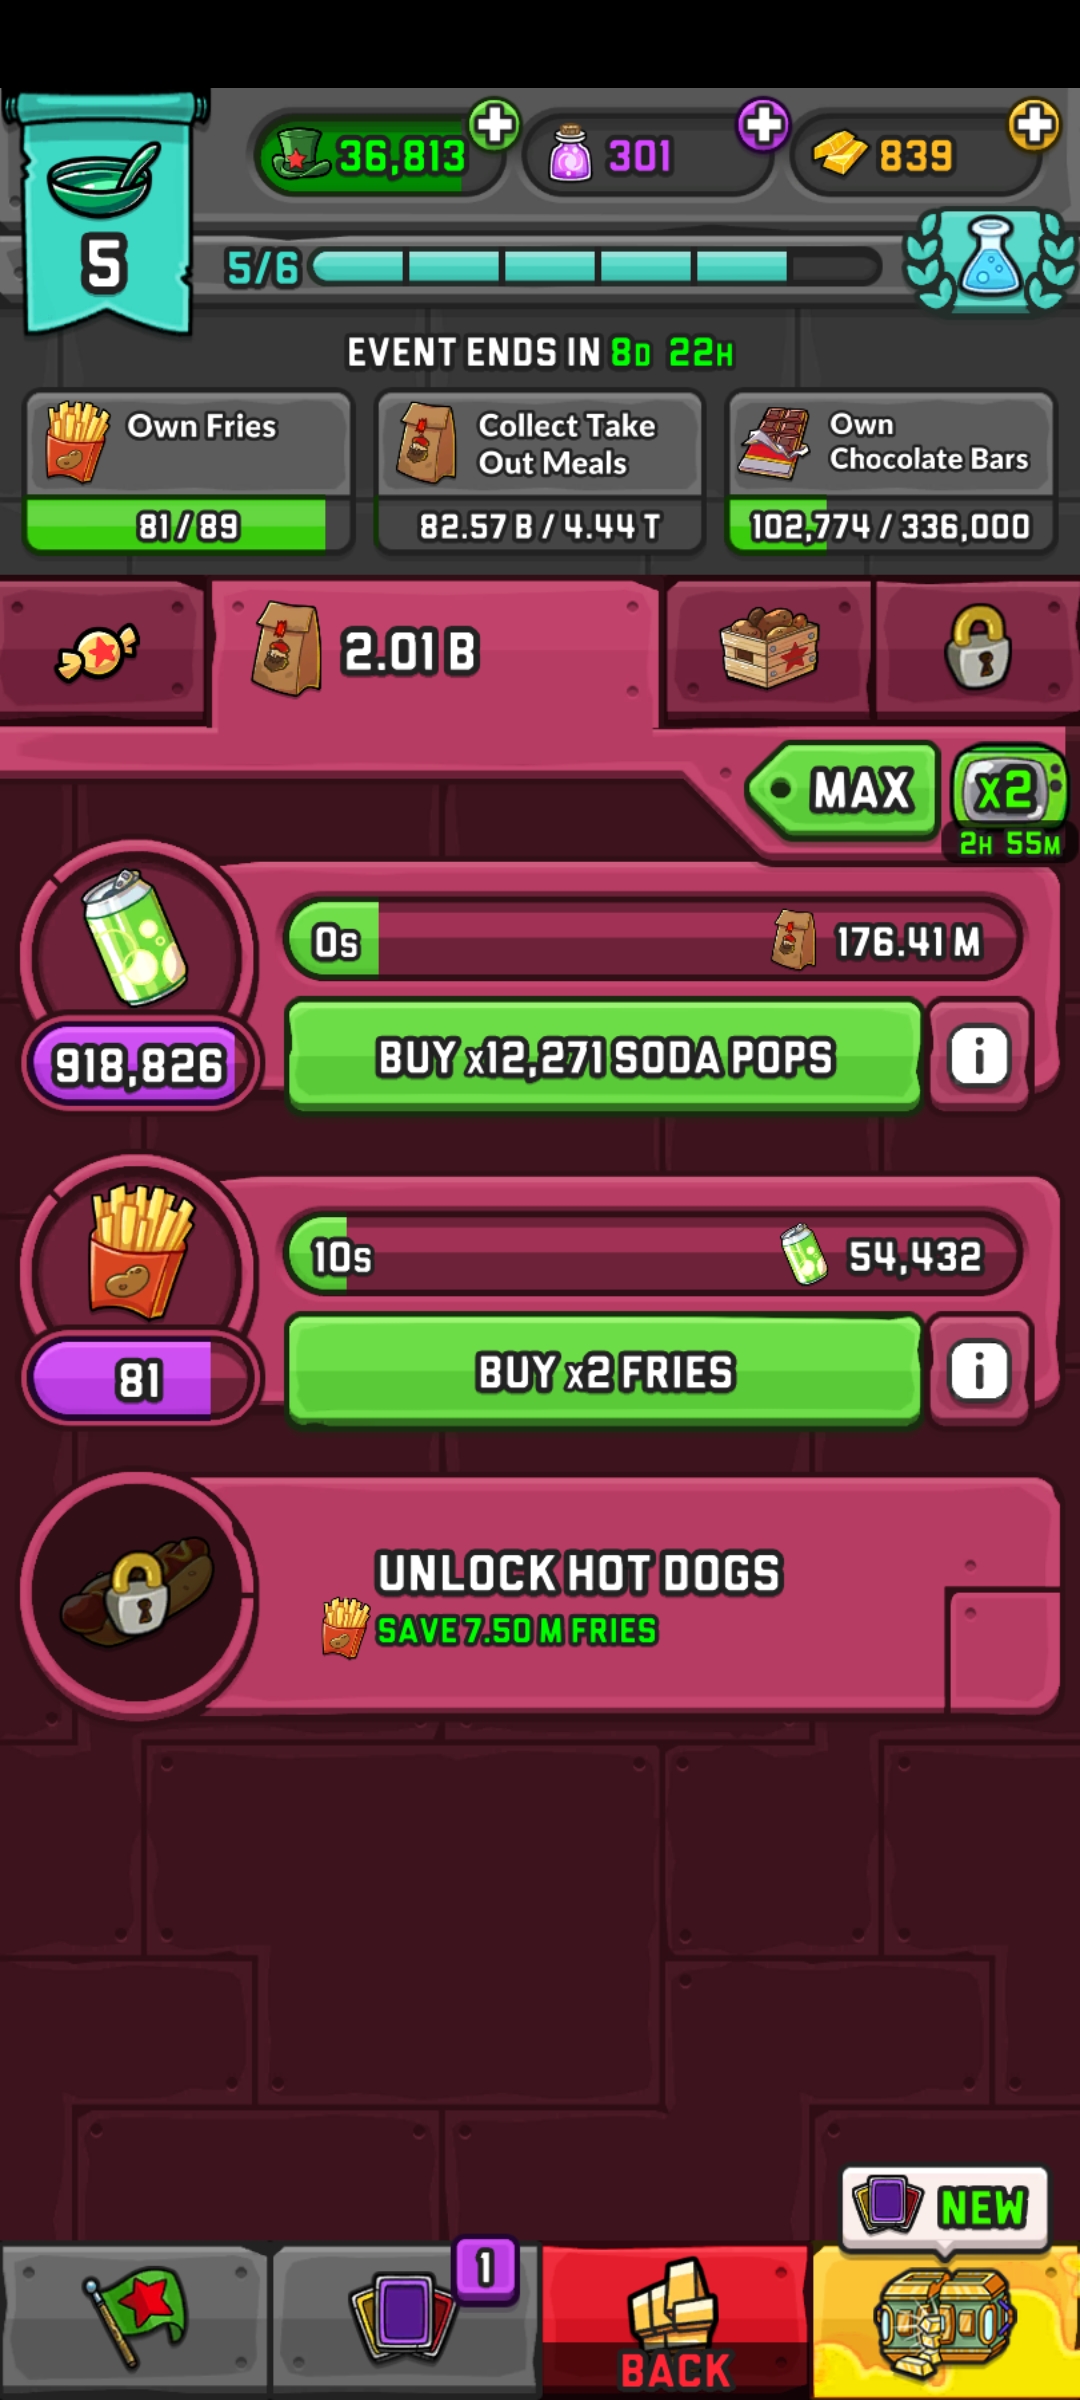 36,813
301
839
5
5/6
EVENT ENDS IN 8D 22H
Own Fries
81/89
Collect Take
Out Meals
82.57 B / 4.44 T
Own
Chocolate Bars
102,774 / 336,000
2.01 B
MAX
x2
2H 55M
0s
176.41 M
918,826
BUY x12,271 SODA POPS
i
10s
54,432
81
BUY x2 FRIES
i
UNLOCK HOT DOGS
SAVE 7.50 M FRIES
NEW
1
BACK